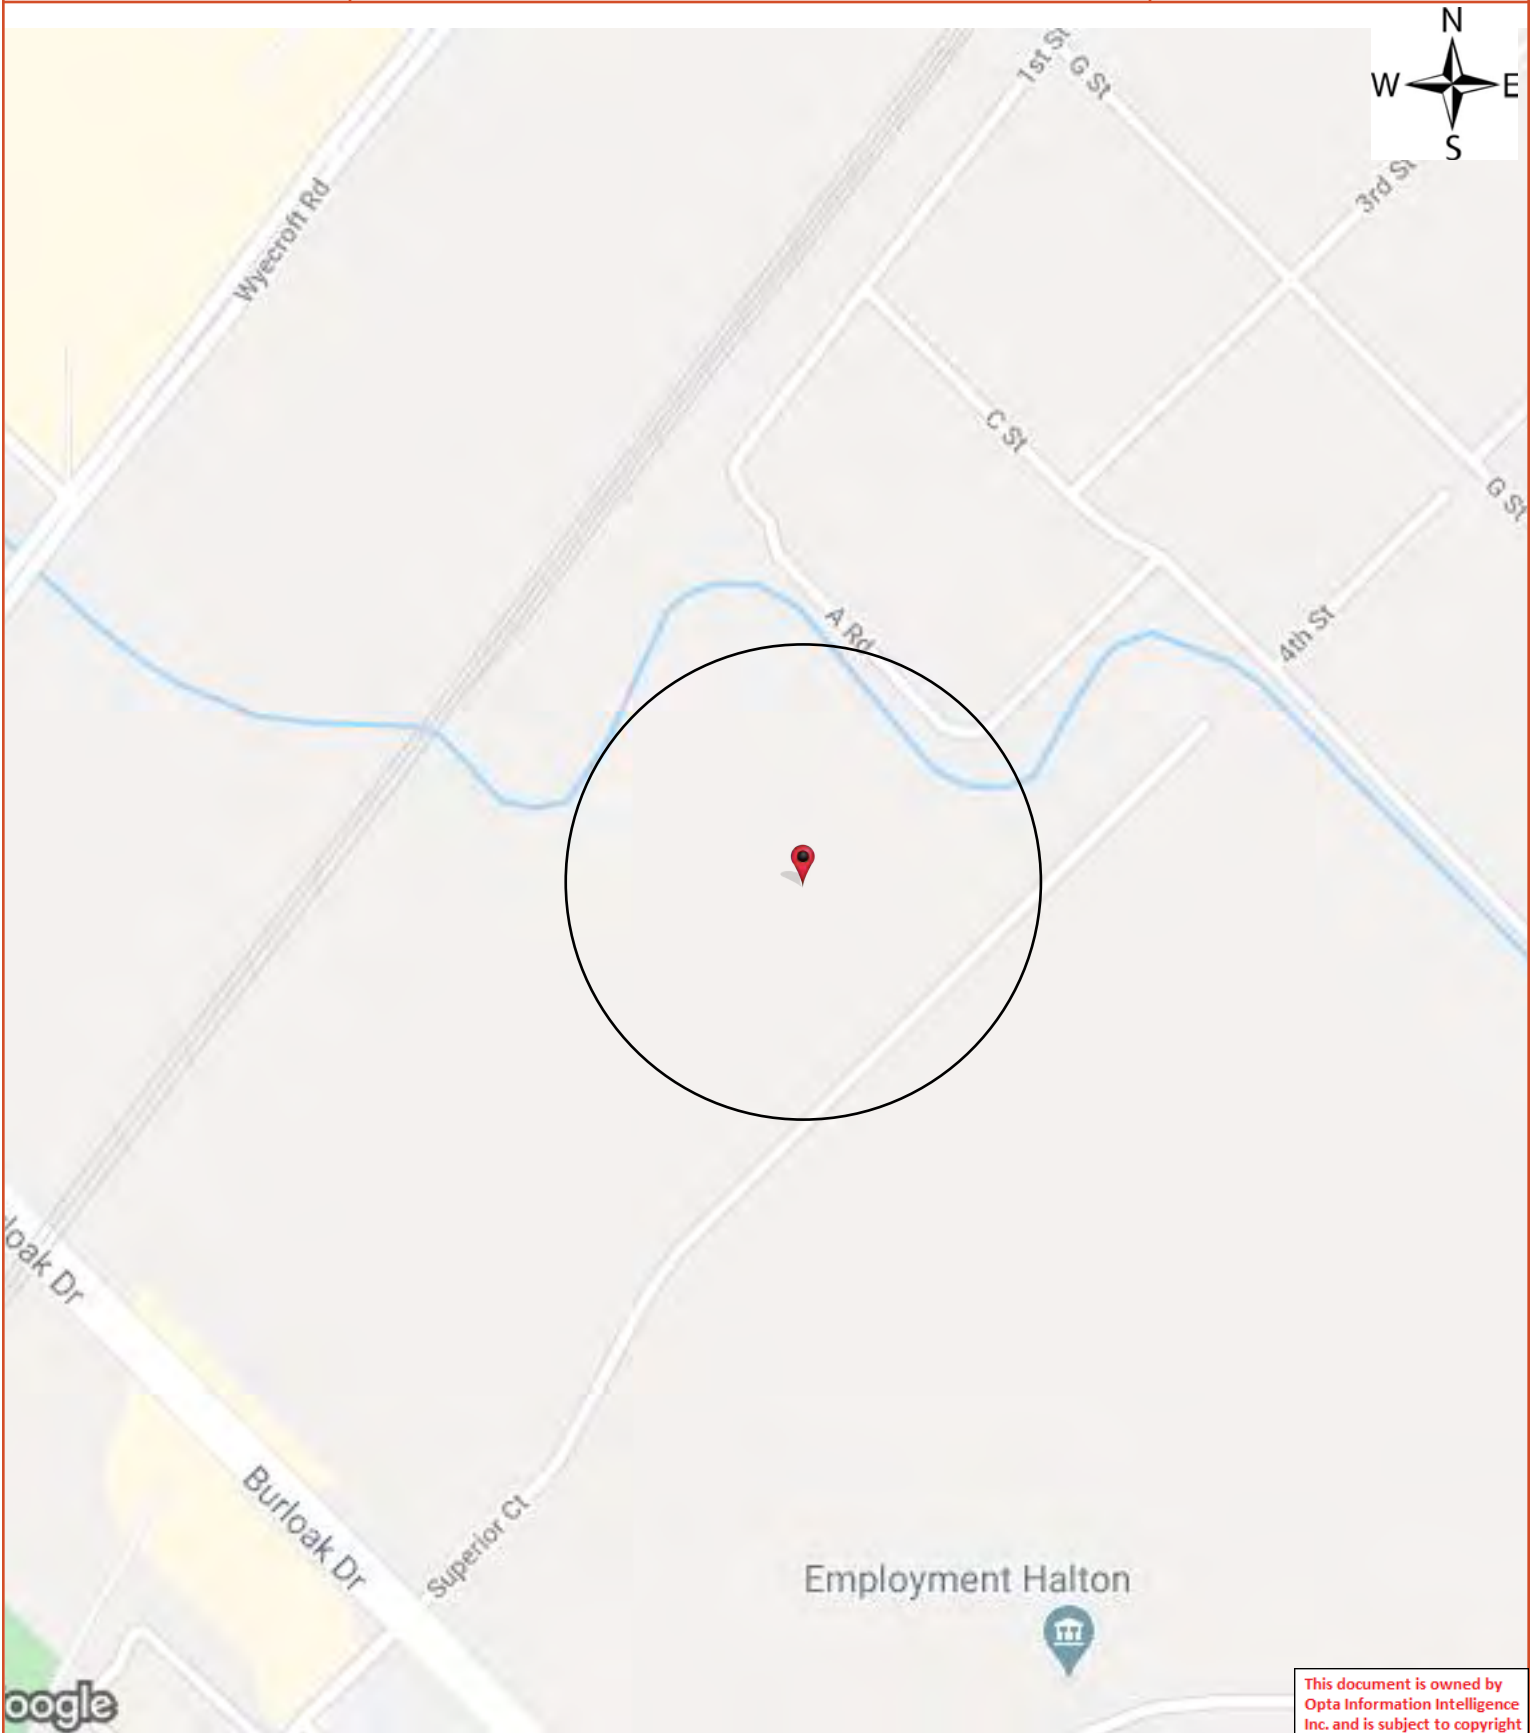 N
1st St
G St
W
E
S
3rd St
Wyecroft Rd
C St
G St
A Rd
4th St
loak Dr
Burloak Dr
Superior Ct
Employment Halton
oogle
This document is owned by
Opta Information Intelligence
Inc. and is subject to copyright